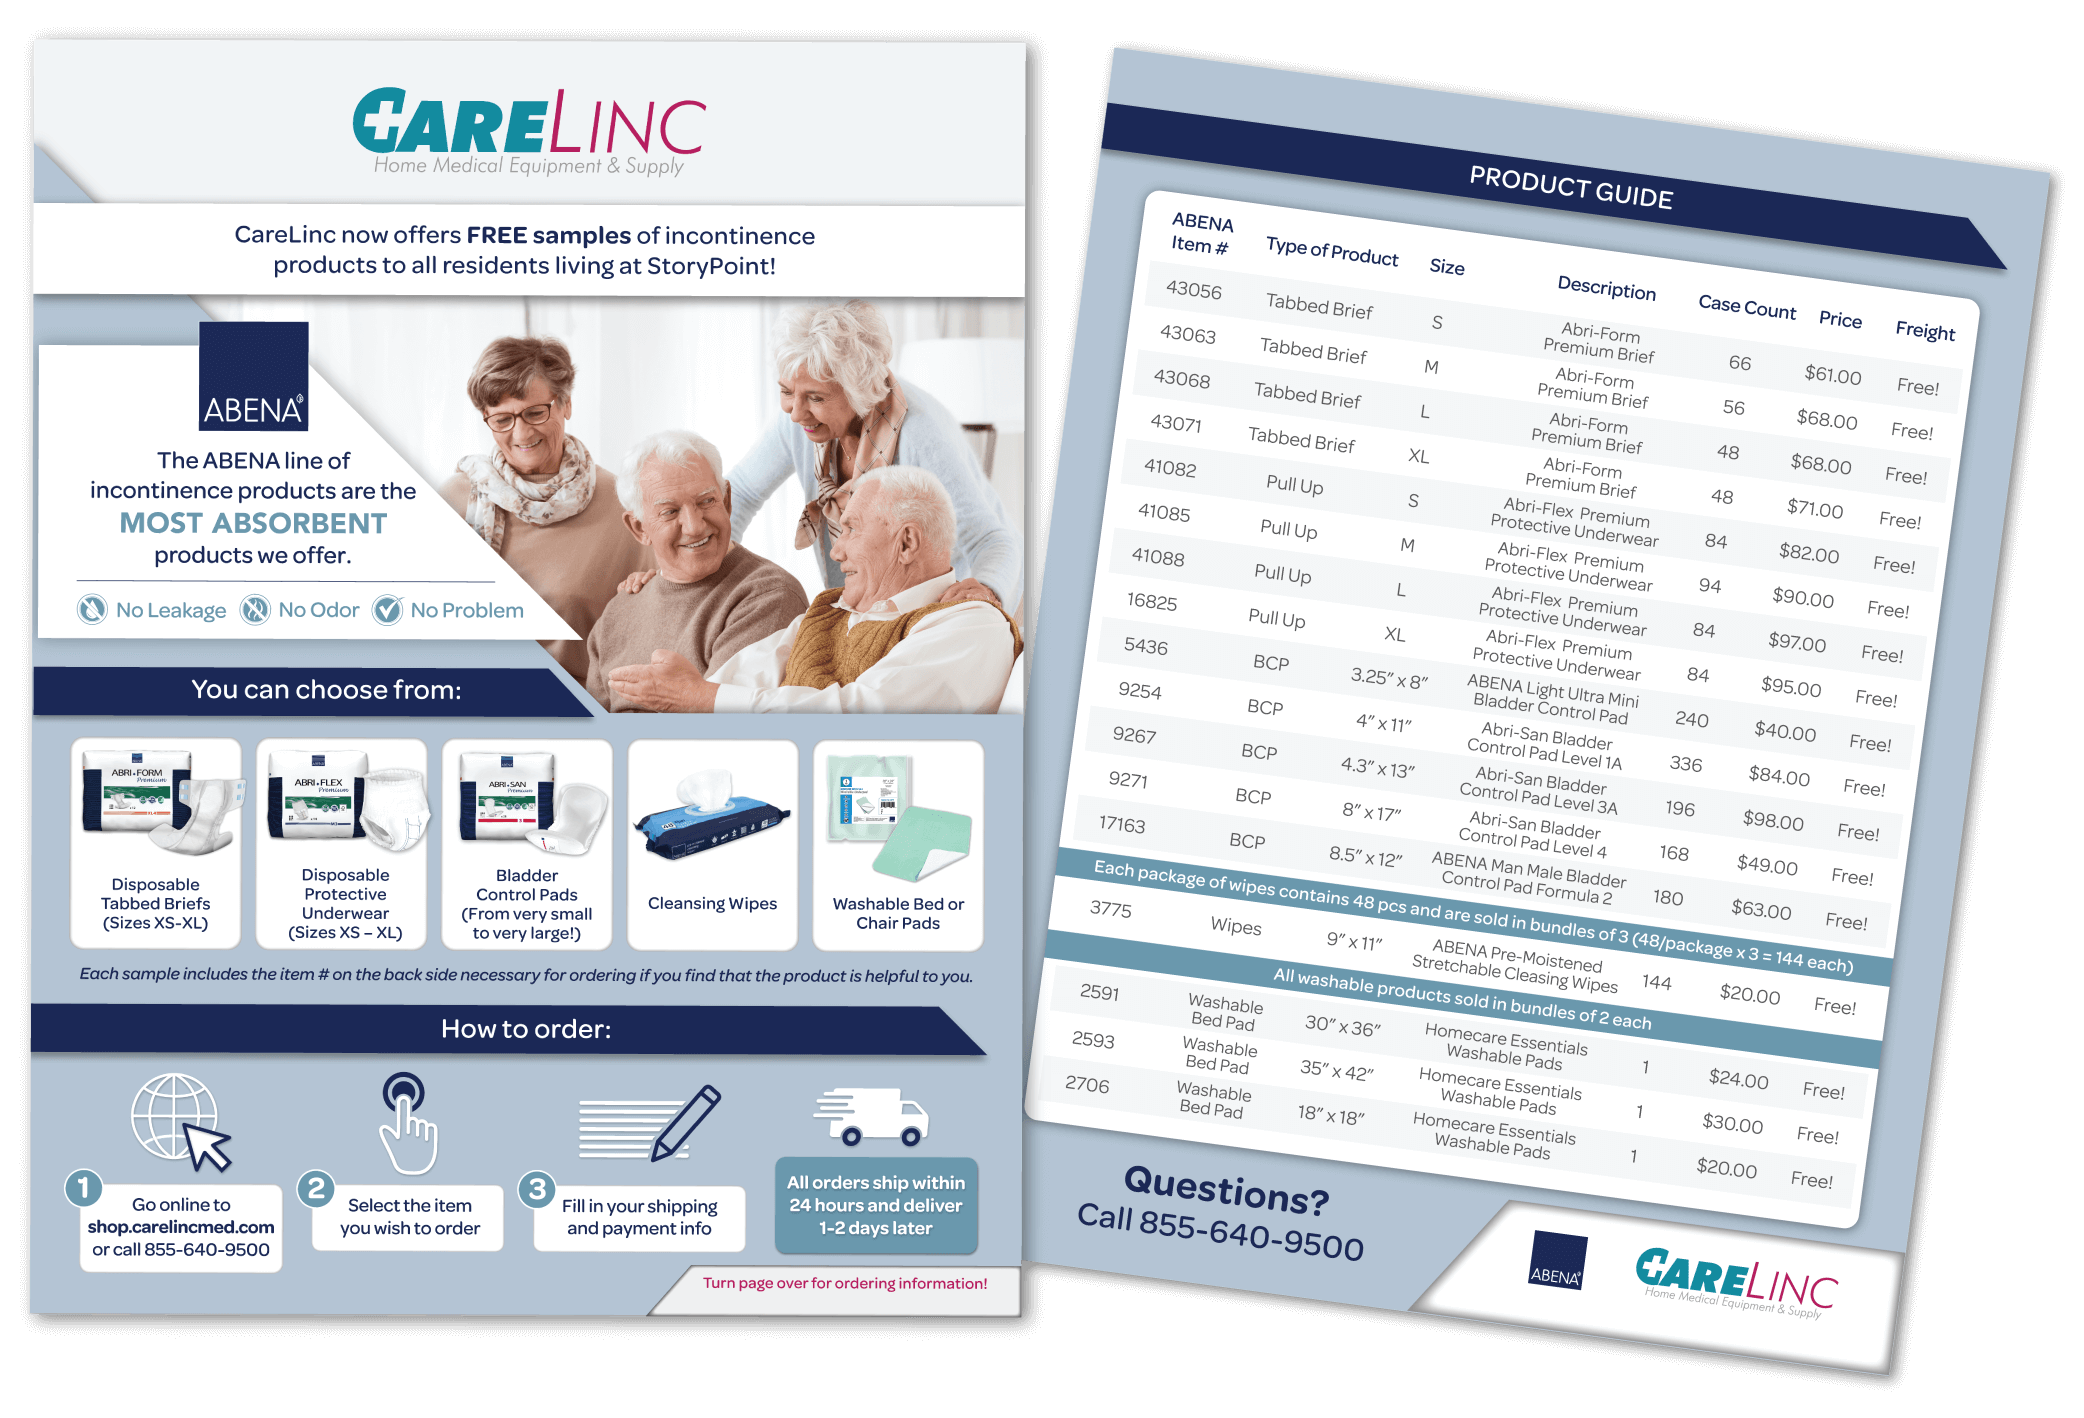 CARELINC
Home Medical Equipment & Supply
CareLinc now offers FREE samples of incontinence
products to all residents living at StoryPoint!
ABENA
The ABENA line of
incontinence products are the
MOST ABSORBENT
products we offer.
No Leakage No Odor No Problem
You can choose from:
ABRI•FORM
Premium
ABRI•FLEX
Premium
ABRI•SAN
Premium
Disposable
Tabbed Briefs
(Sizes XS-XL)
Disposable
Protective
Underwear
(Sizes XS – XL)
Bladder
Control Pads
(From very small
to very large!)
Cleansing Wipes
Washable Bed or
Chair Pads
Each sample includes the item # on the back side necessary for ordering if you find that the product is helpful to you.
How to order:
1
Go online to
shop.carelincmed.com
or call 855-640-9500
2
Select the item
you wish to order
3
Fill in your shipping
and payment info
All orders ship within
24 hours and deliver
1-2 days later
Turn page over for ordering information!
PRODUCT GUIDE
ABENA
Item # Type of Product Size Description Case Count Price Freight
43056 Tabbed Brief S Abri-Form
Premium Brief 66 $61.00 Free!
43063 Tabbed Brief M Abri-Form
Premium Brief 56 $68.00 Free!
43068 Tabbed Brief L Abri-Form
Premium Brief 48 $68.00 Free!
43071 Tabbed Brief XL Abri-Form
Premium Brief 48 $71.00 Free!
41082 Pull Up S Abri-Flex Premium
Protective Underwear 84 $82.00 Free!
41085 Pull Up M Abri-Flex Premium
Protective Underwear 94 $90.00 Free!
41088 Pull Up L Abri-Flex Premium
Protective Underwear 84 $97.00 Free!
16825 Pull Up XL Abri-Flex Premium
Protective Underwear 84 $95.00 Free!
5436 BCP 3.25" x 8" ABENA Light Ultra Mini
Bladder Control Pad 240 $40.00 Free!
9254 BCP 4" x 11" Abri-San Bladder
Control Pad Level 1A 336 $84.00 Free!
9267 BCP 4.3" x 13" Abri-San Bladder
Control Pad Level 3A 196 $98.00 Free!
9271 BCP 8" x 17" Abri-San Bladder
Control Pad Level 4 168 $49.00 Free!
17163 BCP 8.5" x 12" ABENA Man Male Bladder
Control Pad Formula 2 180 $63.00 Free!
Each package of wipes contains 48 pcs and are sold in bundles of 3 (48/package x 3 = 144 each)
3775 Wipes 9" x 11" ABENA Pre-Moistened
Stretchable Cleasing Wipes 144 $20.00 Free!
All washable products sold in bundles of 2 each
2591 Washable
Bed Pad 30" x 36" Homecare Essentials
Washable Pads 1 $24.00 Free!
2593 Washable
Bed Pad 35" x 42" Homecare Essentials
Washable Pads 1 $30.00 Free!
2706 Washable
Bed Pad 18" x 18" Homecare Essentials
Washable Pads 1 $20.00 Free!
Questions?
Call 855-640-9500
ABENA
CARELINC
Home Medical Equipment & Supply